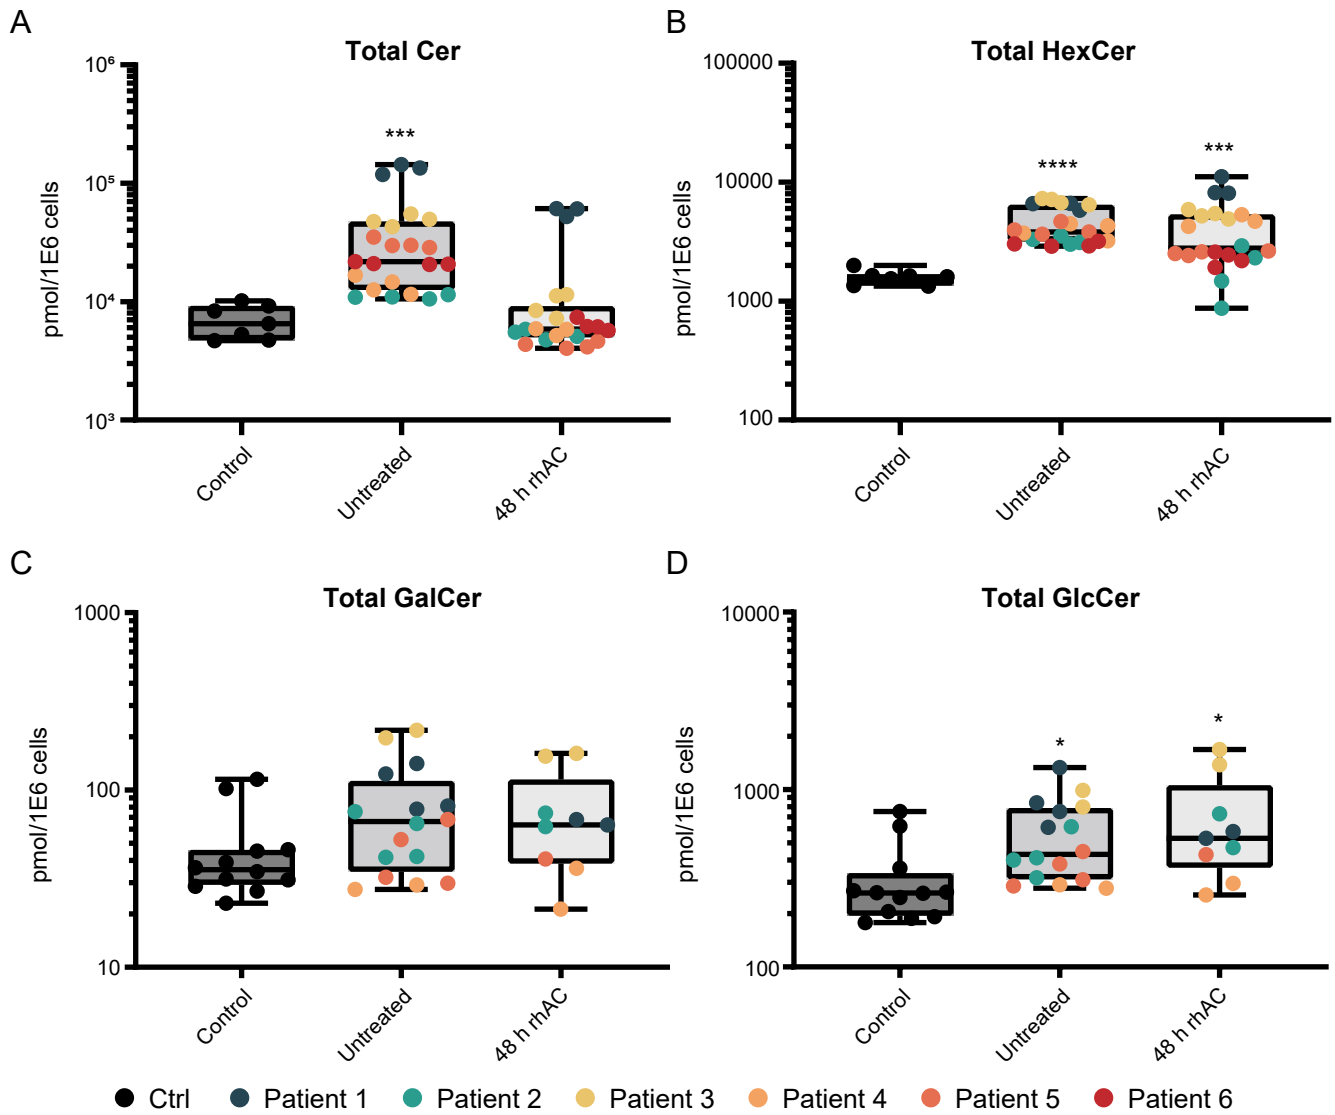 A
Total Cer
10⁶
10⁵
10⁴
10³
pmol/1E6 cells
***
Control
Untreated
48 h rhAC
B
Total HexCer
100000
10000
1000
100
pmol/1E6 cells
****
***
Control
Untreated
48 h rhAC
C
Total GalCer
1000
100
10
pmol/1E6 cells
Control
Untreated
48 h rhAC
D
Total GlcCer
10000
1000
100
pmol/1E6 cells
*
*
Control
Untreated
48 h rhAC
Ctrl Patient 1 Patient 2 Patient 3 Patient 4 Patient 5 Patient 6